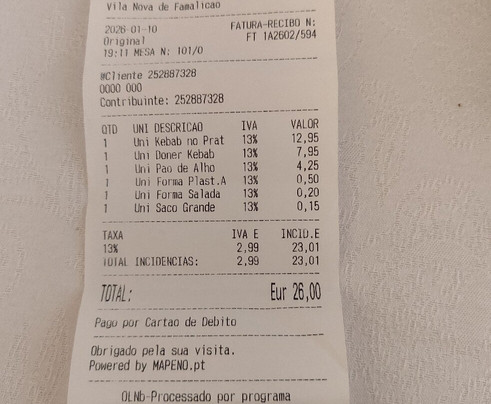 Vila Nova de Famalicao
2026-01-10 FATURA-RECIBO N:
Original FT 1A2602/594
19:11 MESA N: 101/0
WCliente 252887328
0000 000
Contribuinte: 252887328
QTD UNI DESCRICAO IVA VALOR
1 Uni Kebab no Prat 13% 12,95
1 Uni Doner Kebab 13% 7,95
1 Uni Pao de Alho 13% 4,25
1 Uni Forma Plast.A 13% 0,50
1 Uni Forma Salada 13% 0,20
1 Uni Saco Grande 13% 0,15
TAXA IVA E INCID.E
13% 2,99 23,01
TOTAL INCIDENCIAS: 2,99 23,01
TOTAL: Eur 26,00
Pago por Cartao de Debito
Obrigado pela sua visita.
Powered by MAPENO.pt
OLNb-Processado por programa